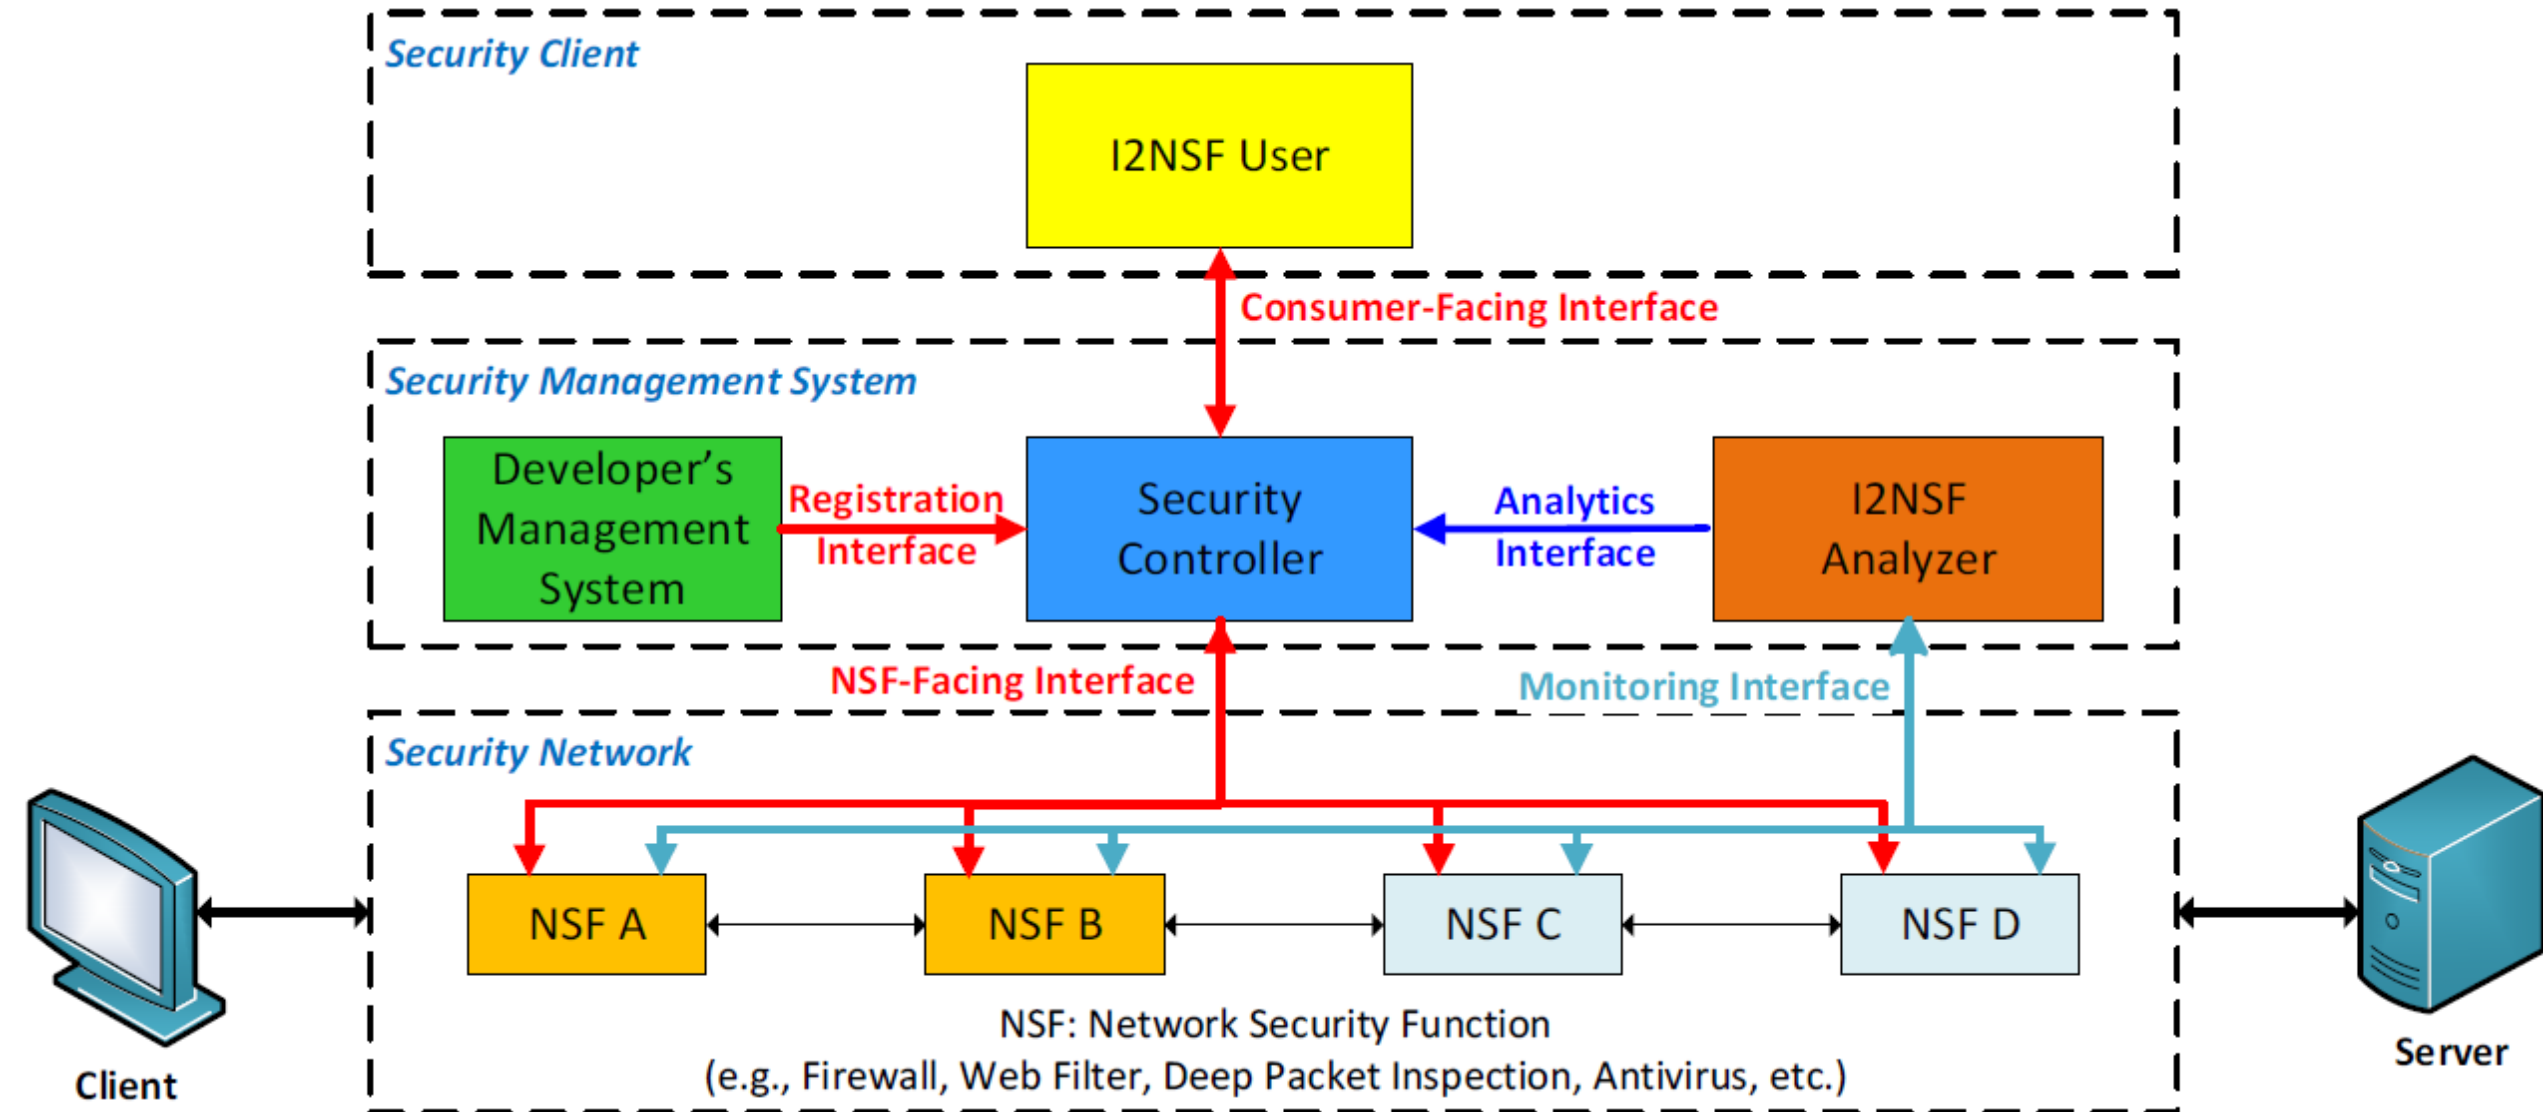 Security Client
I2NSF User
Consumer-Facing Interface
Security Management System
Developer’s
Management
System
Registration
Interface
Security
Controller
Analytics
Interface
I2NSF
Analyzer
NSF-Facing Interface
Monitoring Interface
Security Network
NSF A
NSF B
NSF C
NSF D
NSF: Network Security Function
(e.g., Firewall, Web Filter, Deep Packet Inspection, Antivirus, etc.)
Client
Server